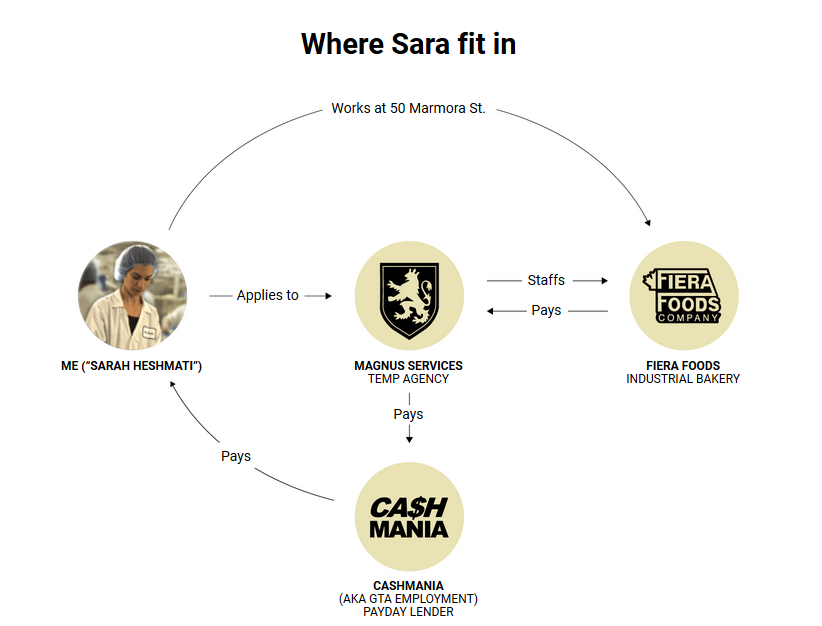 Where Sara fit in
Works at 50 Marmora St.
Applies to
Staffs
Pays
FIERA
FOODS
COMPANY
ME (“SARAH HESHMATI”)
MAGNUS SERVICES
TEMP AGENCY
FIERA FOODS
INDUSTRIAL BAKERY
Pays
Pays
CA$H
MANIA
CASHMANIA
(AKA GTA EMPLOYMENT)
PAYDAY LENDER